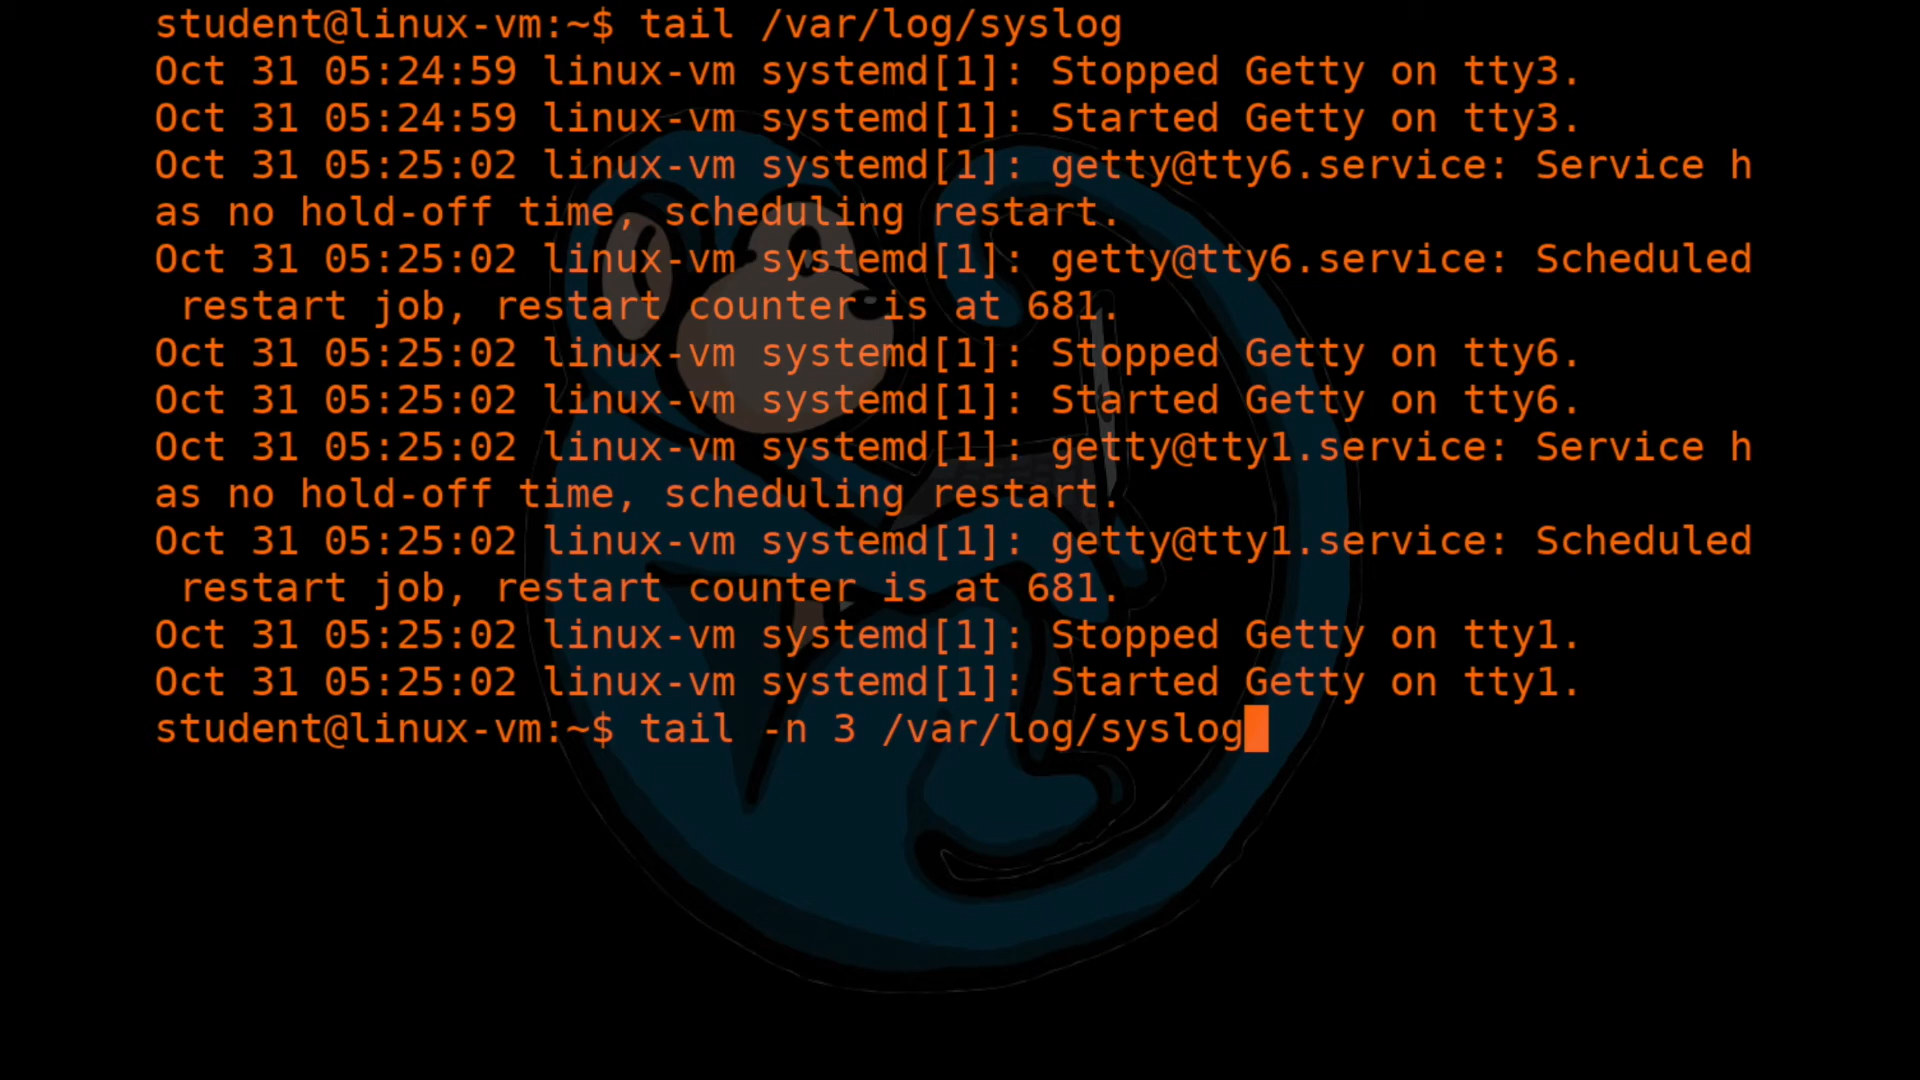 student@linux-vm:~$ tail /var/log/syslog
Oct 31 05:24:59 linux-vm systemd[1]: Stopped Getty on tty3.
Oct 31 05:24:59 linux-vm systemd[1]: Started Getty on tty3.
Oct 31 05:25:02 linux-vm systemd[1]: getty@tty6.service: Service h
as no hold-off time, scheduling restart.
Oct 31 05:25:02 linux-vm systemd[1]: getty@tty6.service: Scheduled
 restart job, restart counter is at 681.
Oct 31 05:25:02 linux-vm systemd[1]: Stopped Getty on tty6.
Oct 31 05:25:02 linux-vm systemd[1]: Started Getty on tty6.
Oct 31 05:25:02 linux-vm systemd[1]: getty@tty1.service: Service h
as no hold-off time, scheduling restart.
Oct 31 05:25:02 linux-vm systemd[1]: getty@tty1.service: Scheduled
 restart job, restart counter is at 681.
Oct 31 05:25:02 linux-vm systemd[1]: Stopped Getty on tty1.
Oct 31 05:25:02 linux-vm systemd[1]: Started Getty on tty1.
student@linux-vm:~$ tail -n 3 /var/log/syslog